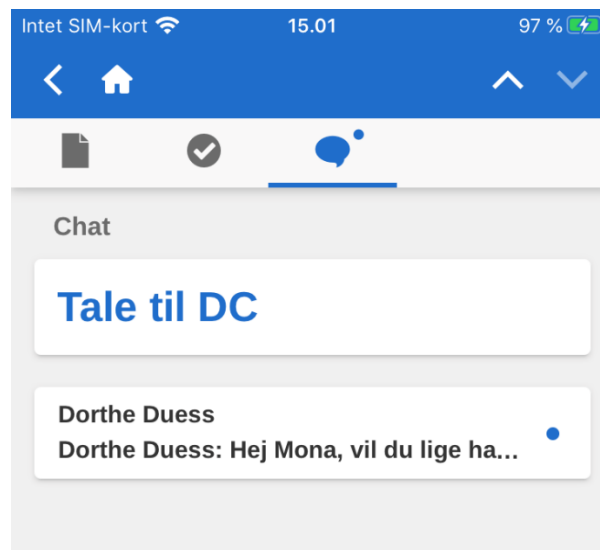 Intet SIM-kort 15.01 97 %
Chat
Tale til DC
Dorthe Duess
Dorthe Duess: Hej Mona, vil du lige ha...